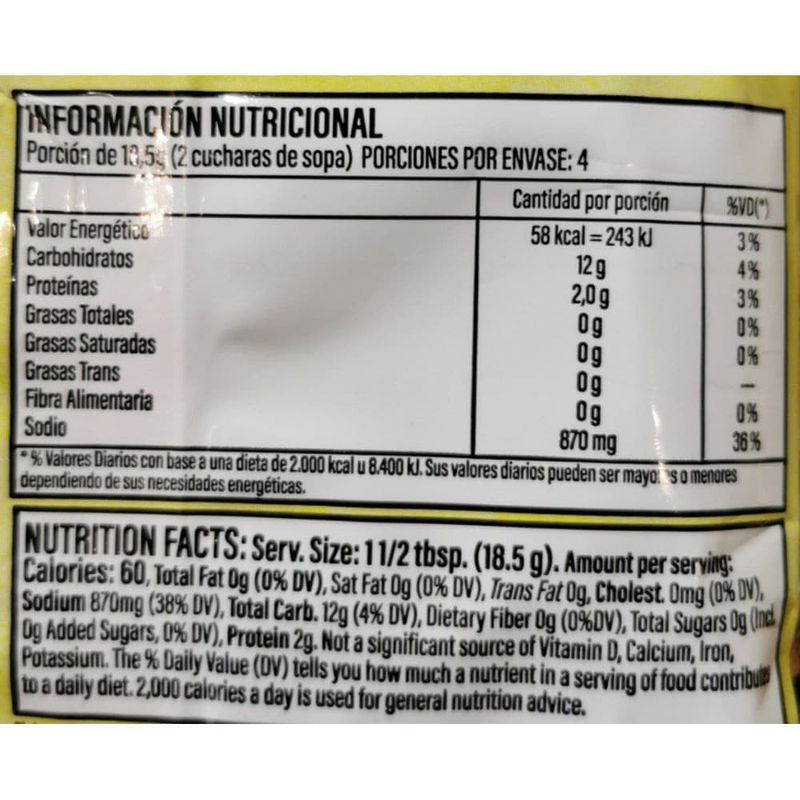 INFORMACIÓN NUTRICIONAL
Porción de 18,5g (2 cucharas de sopa) PORCIONES POR ENVASE: 4
Cantidad por porción %VD(*)
Valor Energético 58 kcal = 243 kJ 3%
Carbohidratos 12 g 4%
Proteínas 2,0 g 3%
Grasas Totales 0 g 0%
Grasas Saturadas 0 g 0%
Grasas Trans 0 g —
Fibra Alimentaria 0 g 0%
Sodio 870 mg 36%
* % Valores Diarios con base a una dieta de 2.000 kcal u 8.400 kJ. Sus valores diarios pueden ser mayores o menores
dependiendo de sus necesidades energéticas.
NUTRITION FACTS: Serv. Size: 1 1/2 tbsp. (18.5 g). Amount per serving:
Calories: 60, Total Fat 0g (0% DV), Sat Fat 0g (0% DV), Trans Fat 0g, Cholest. 0mg (0% DV),
Sodium 870mg (38% DV), Total Carb. 12g (4% DV), Dietary Fiber 0g (0%DV), Total Sugars 0g (Incl.
0g Added Sugars, 0% DV), Protein 2g. Not a significant source of Vitamin D, Calcium, Iron,
Potassium. The % Daily Value (DV) tells you how much a nutrient in a serving of food contributes
to a daily diet. 2,000 calories a day is used for general nutrition advice.